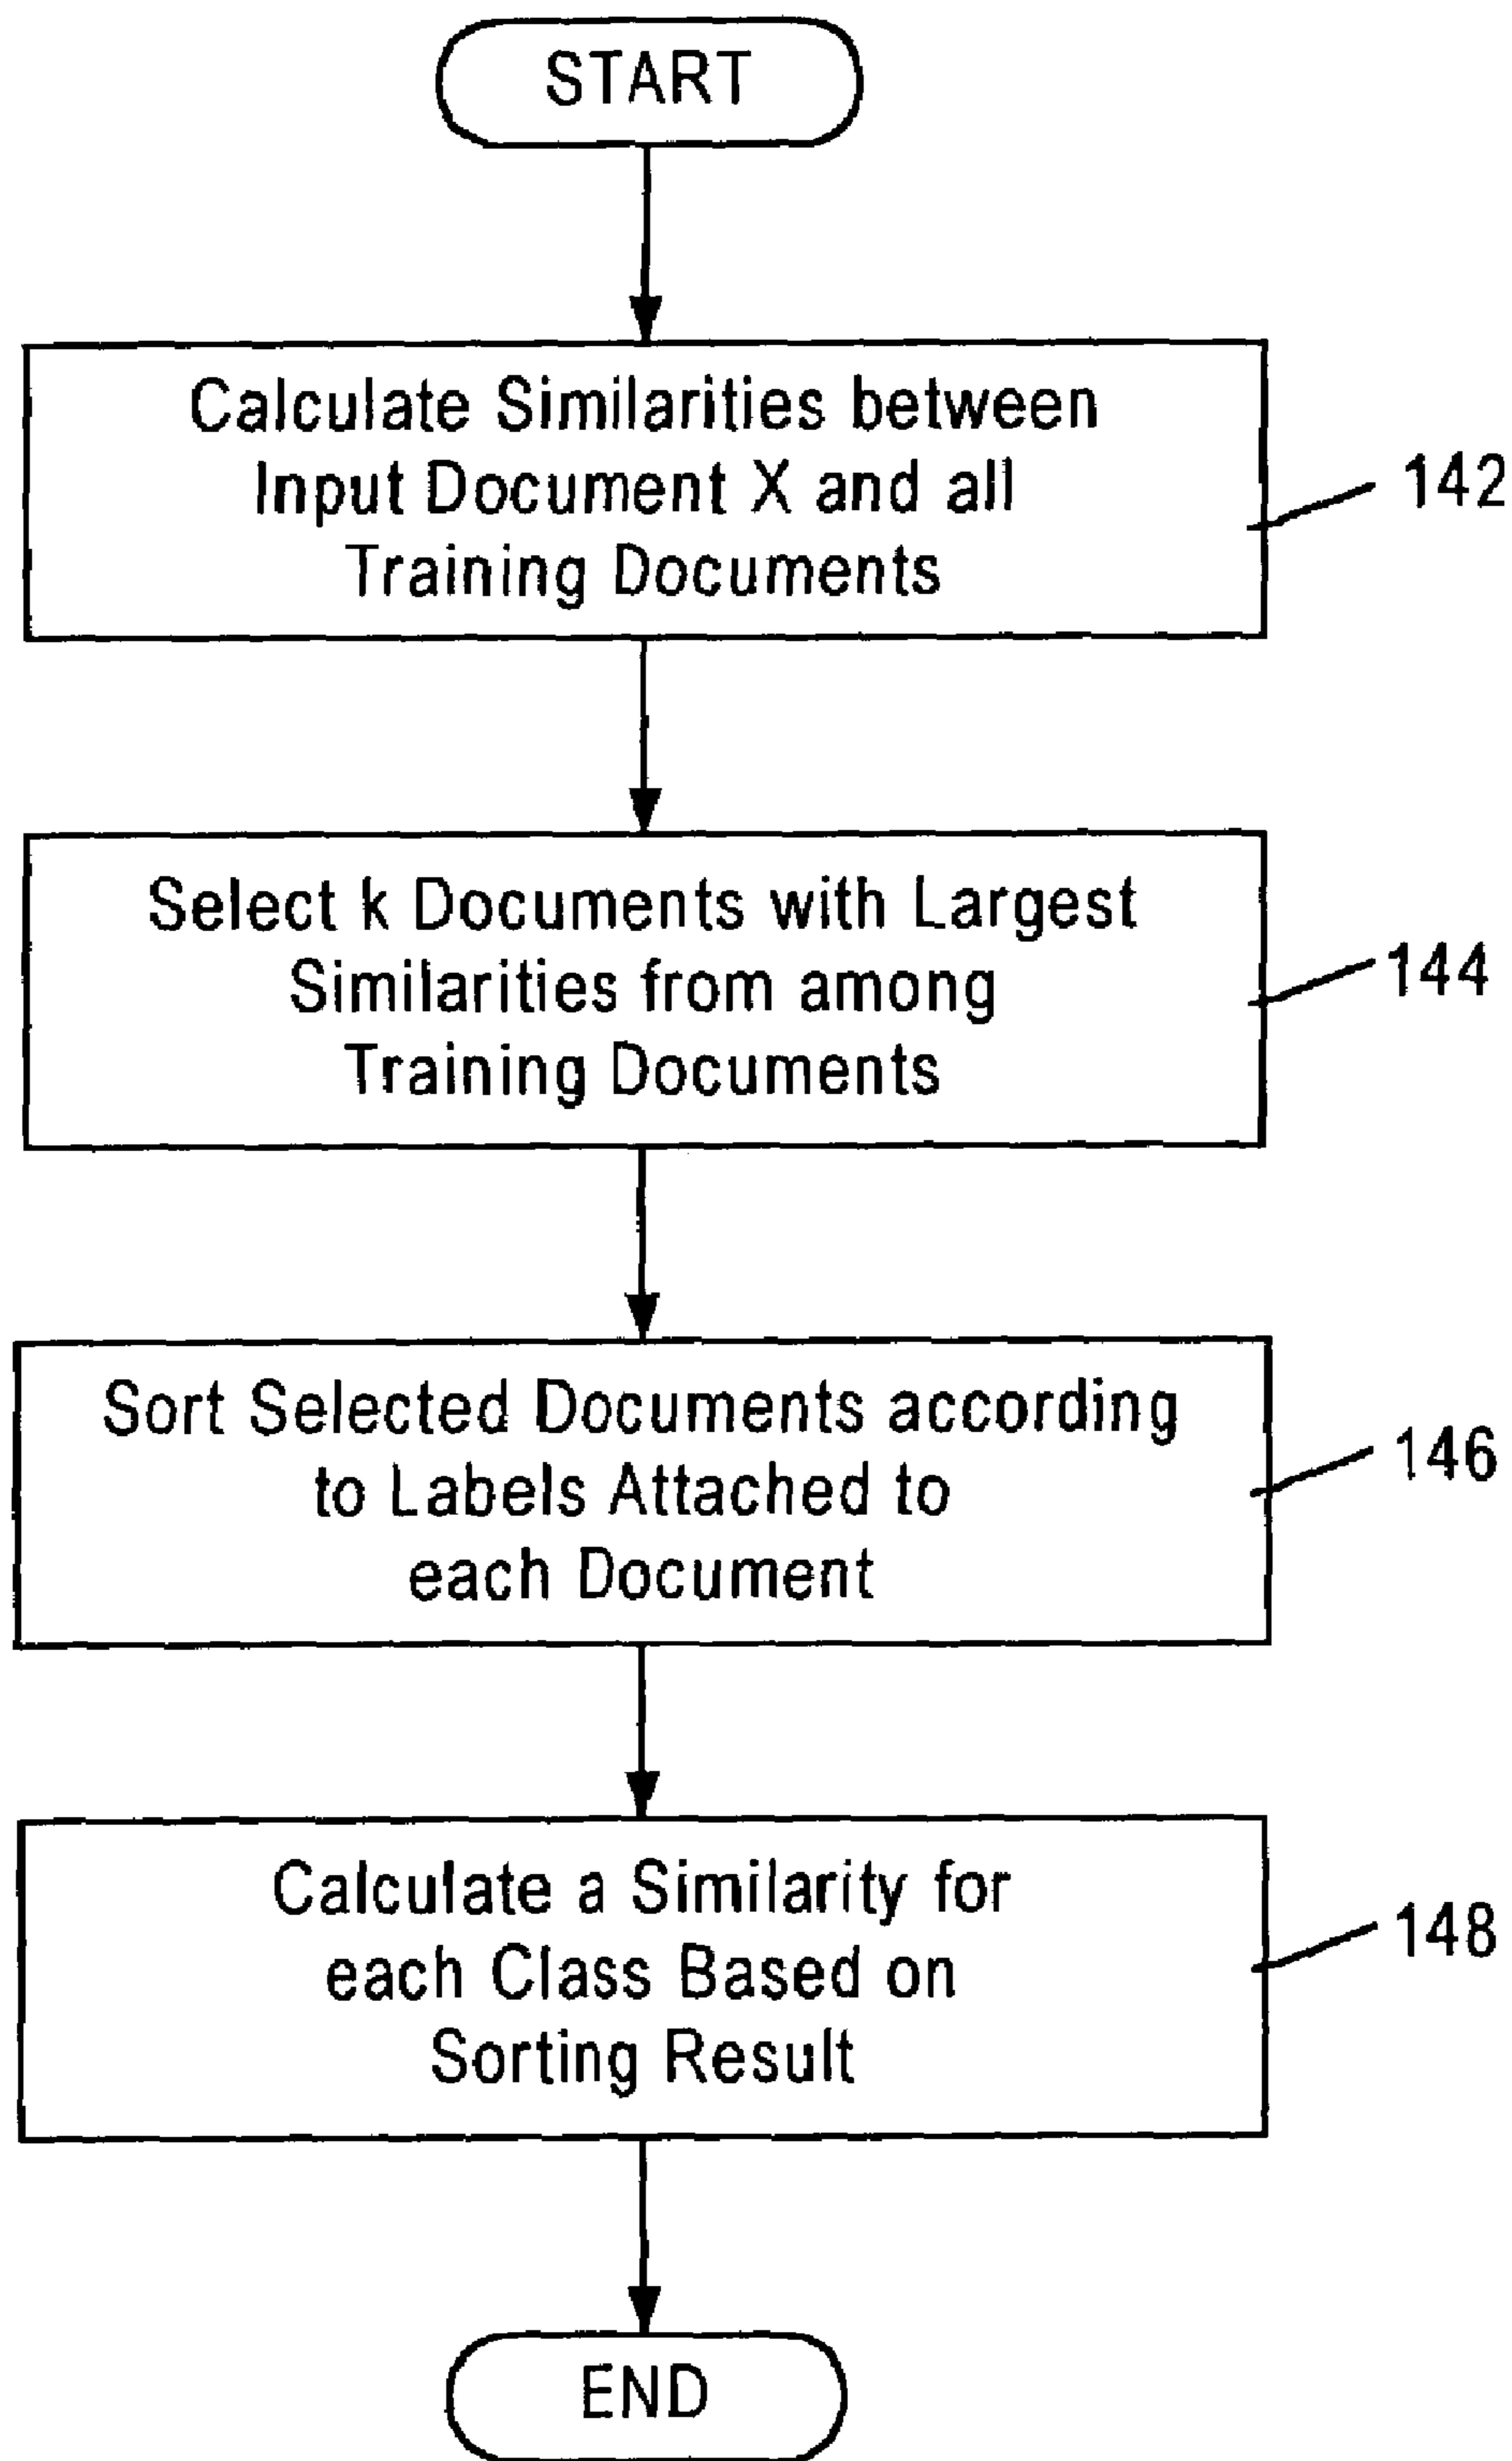 START
Calculate Similarities between
Input Document X and all
Training Documents
142
Select k Documents with Largest
Similarities from among
Training Documents
144
Sort Selected Documents according
to Labels Attached to
each Document
146
Calculate a Similarity for
each Class Based on
Sorting Result
148
END